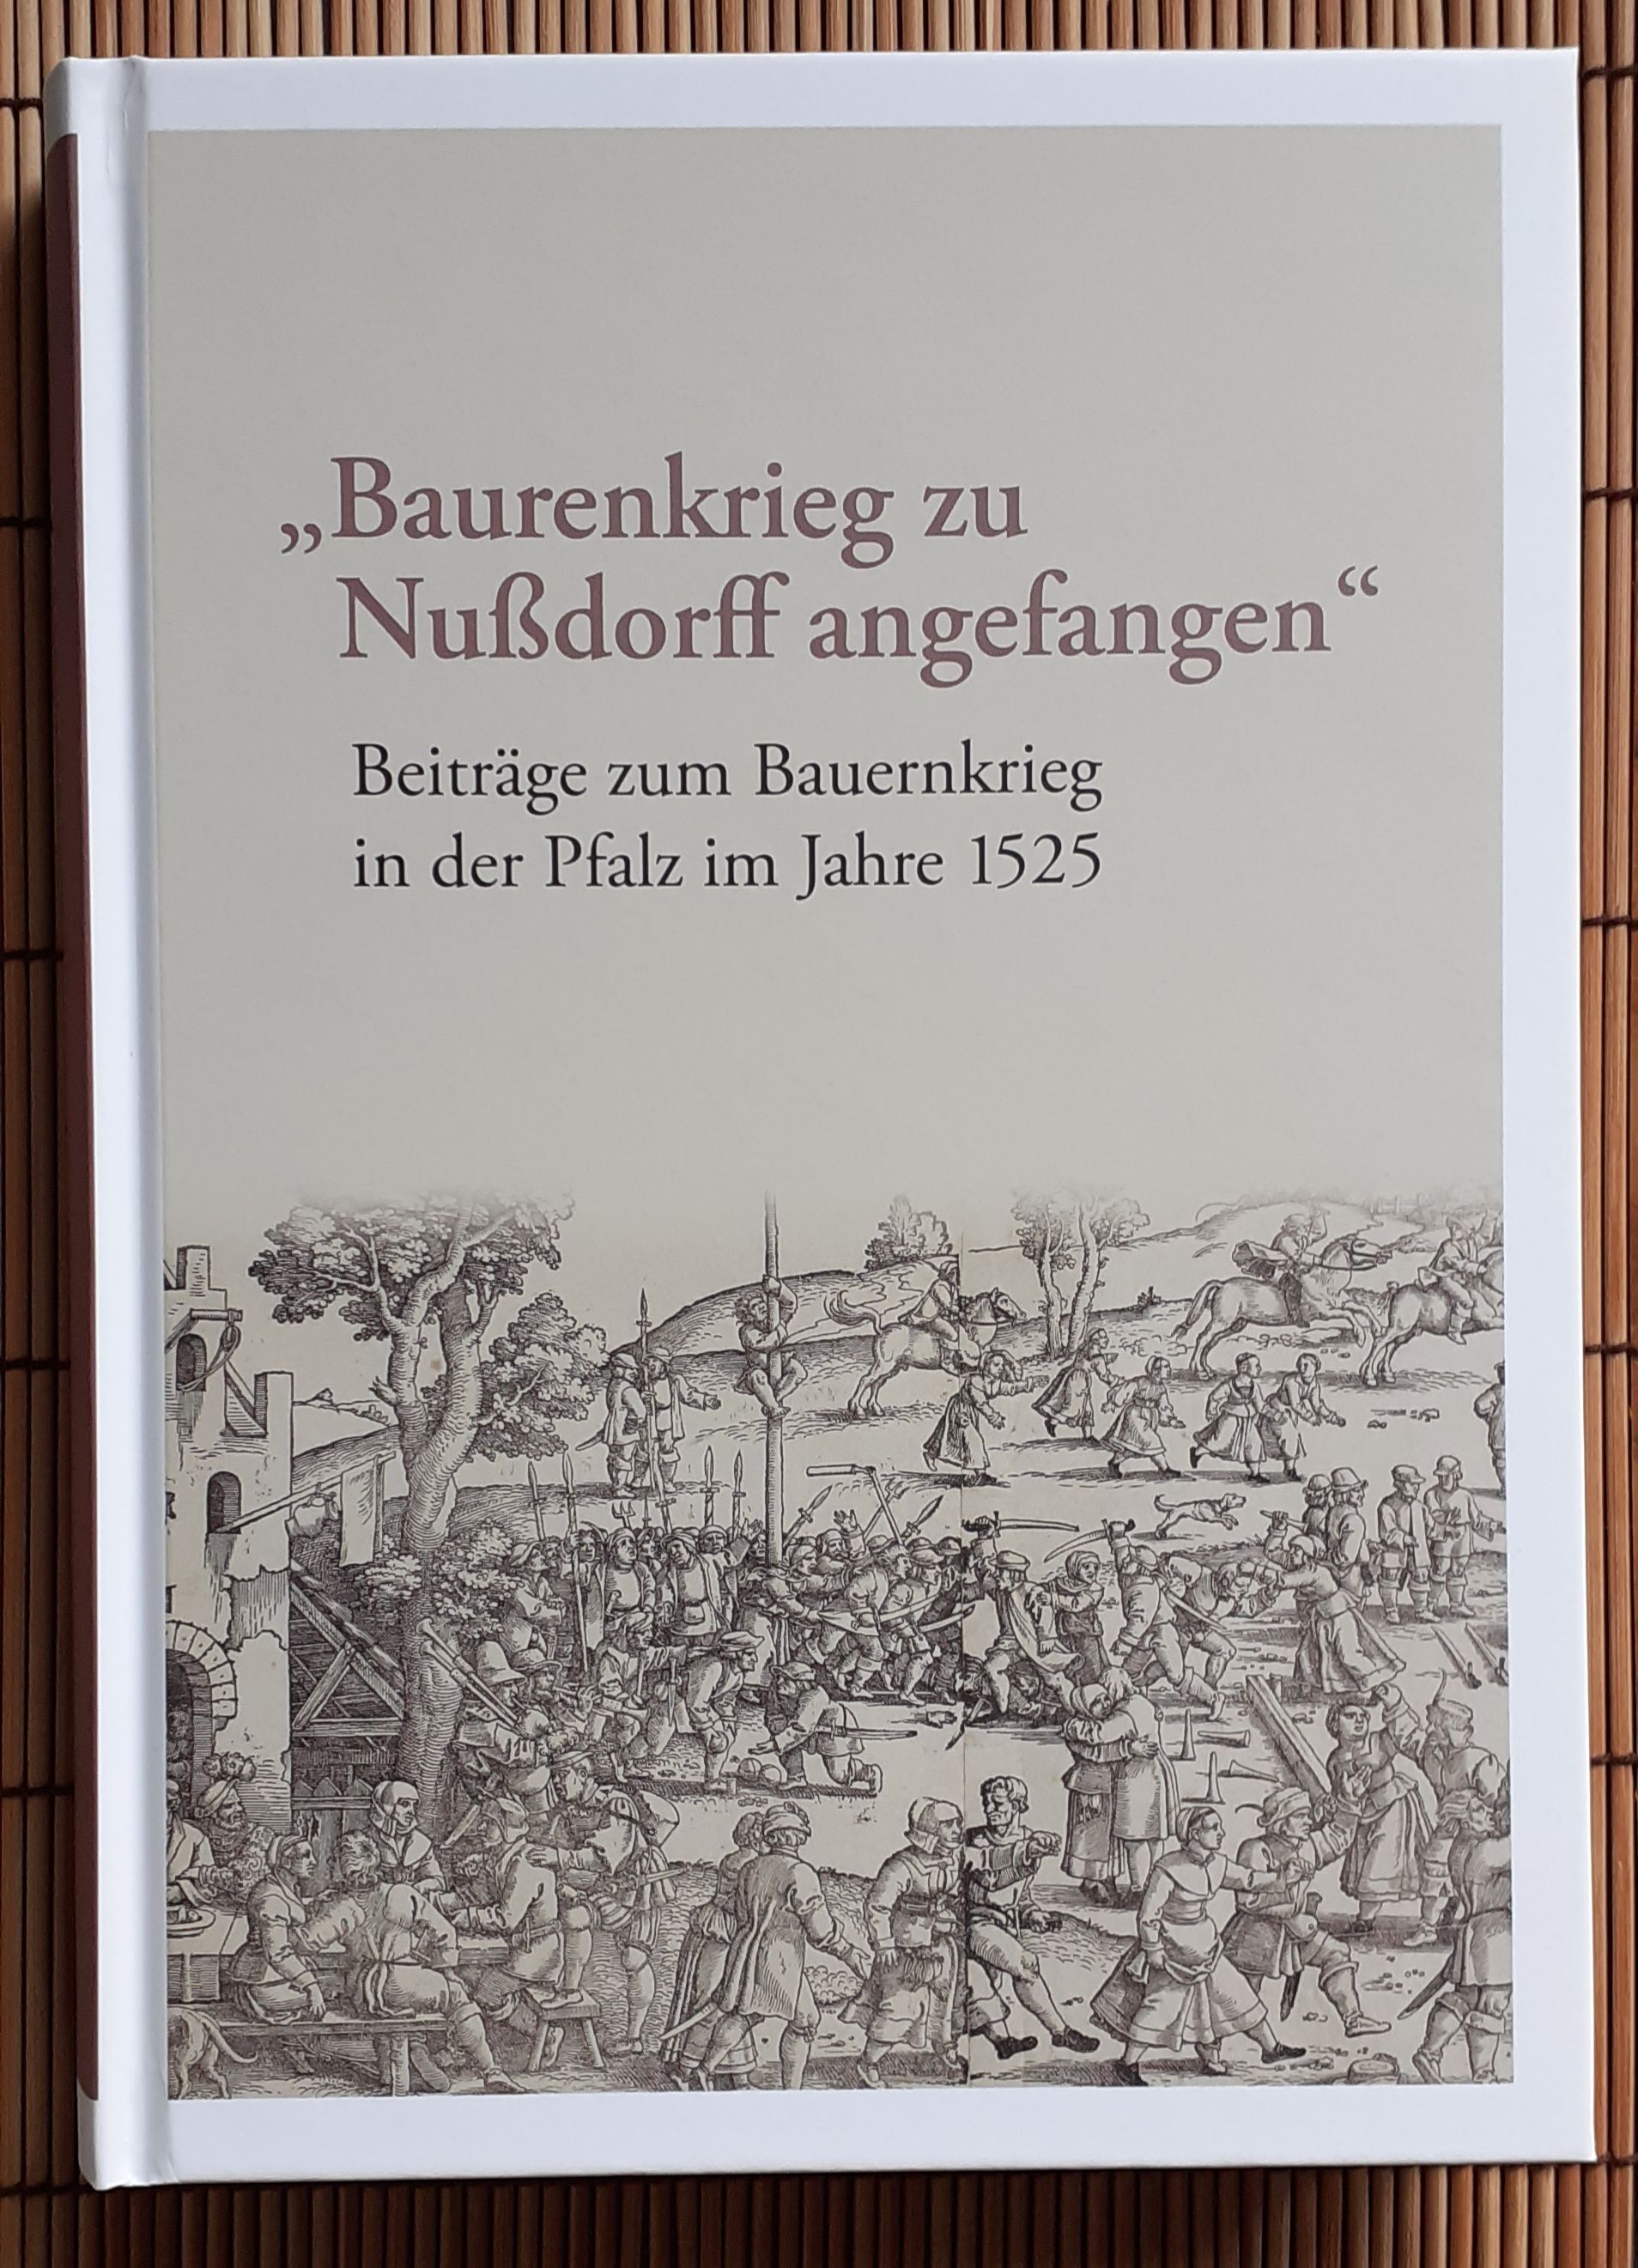 „Baurenkrieg zu
Nußdorff angefangen“
Beiträge zum Bauernkrieg
in der Pfalz im Jahre 1525